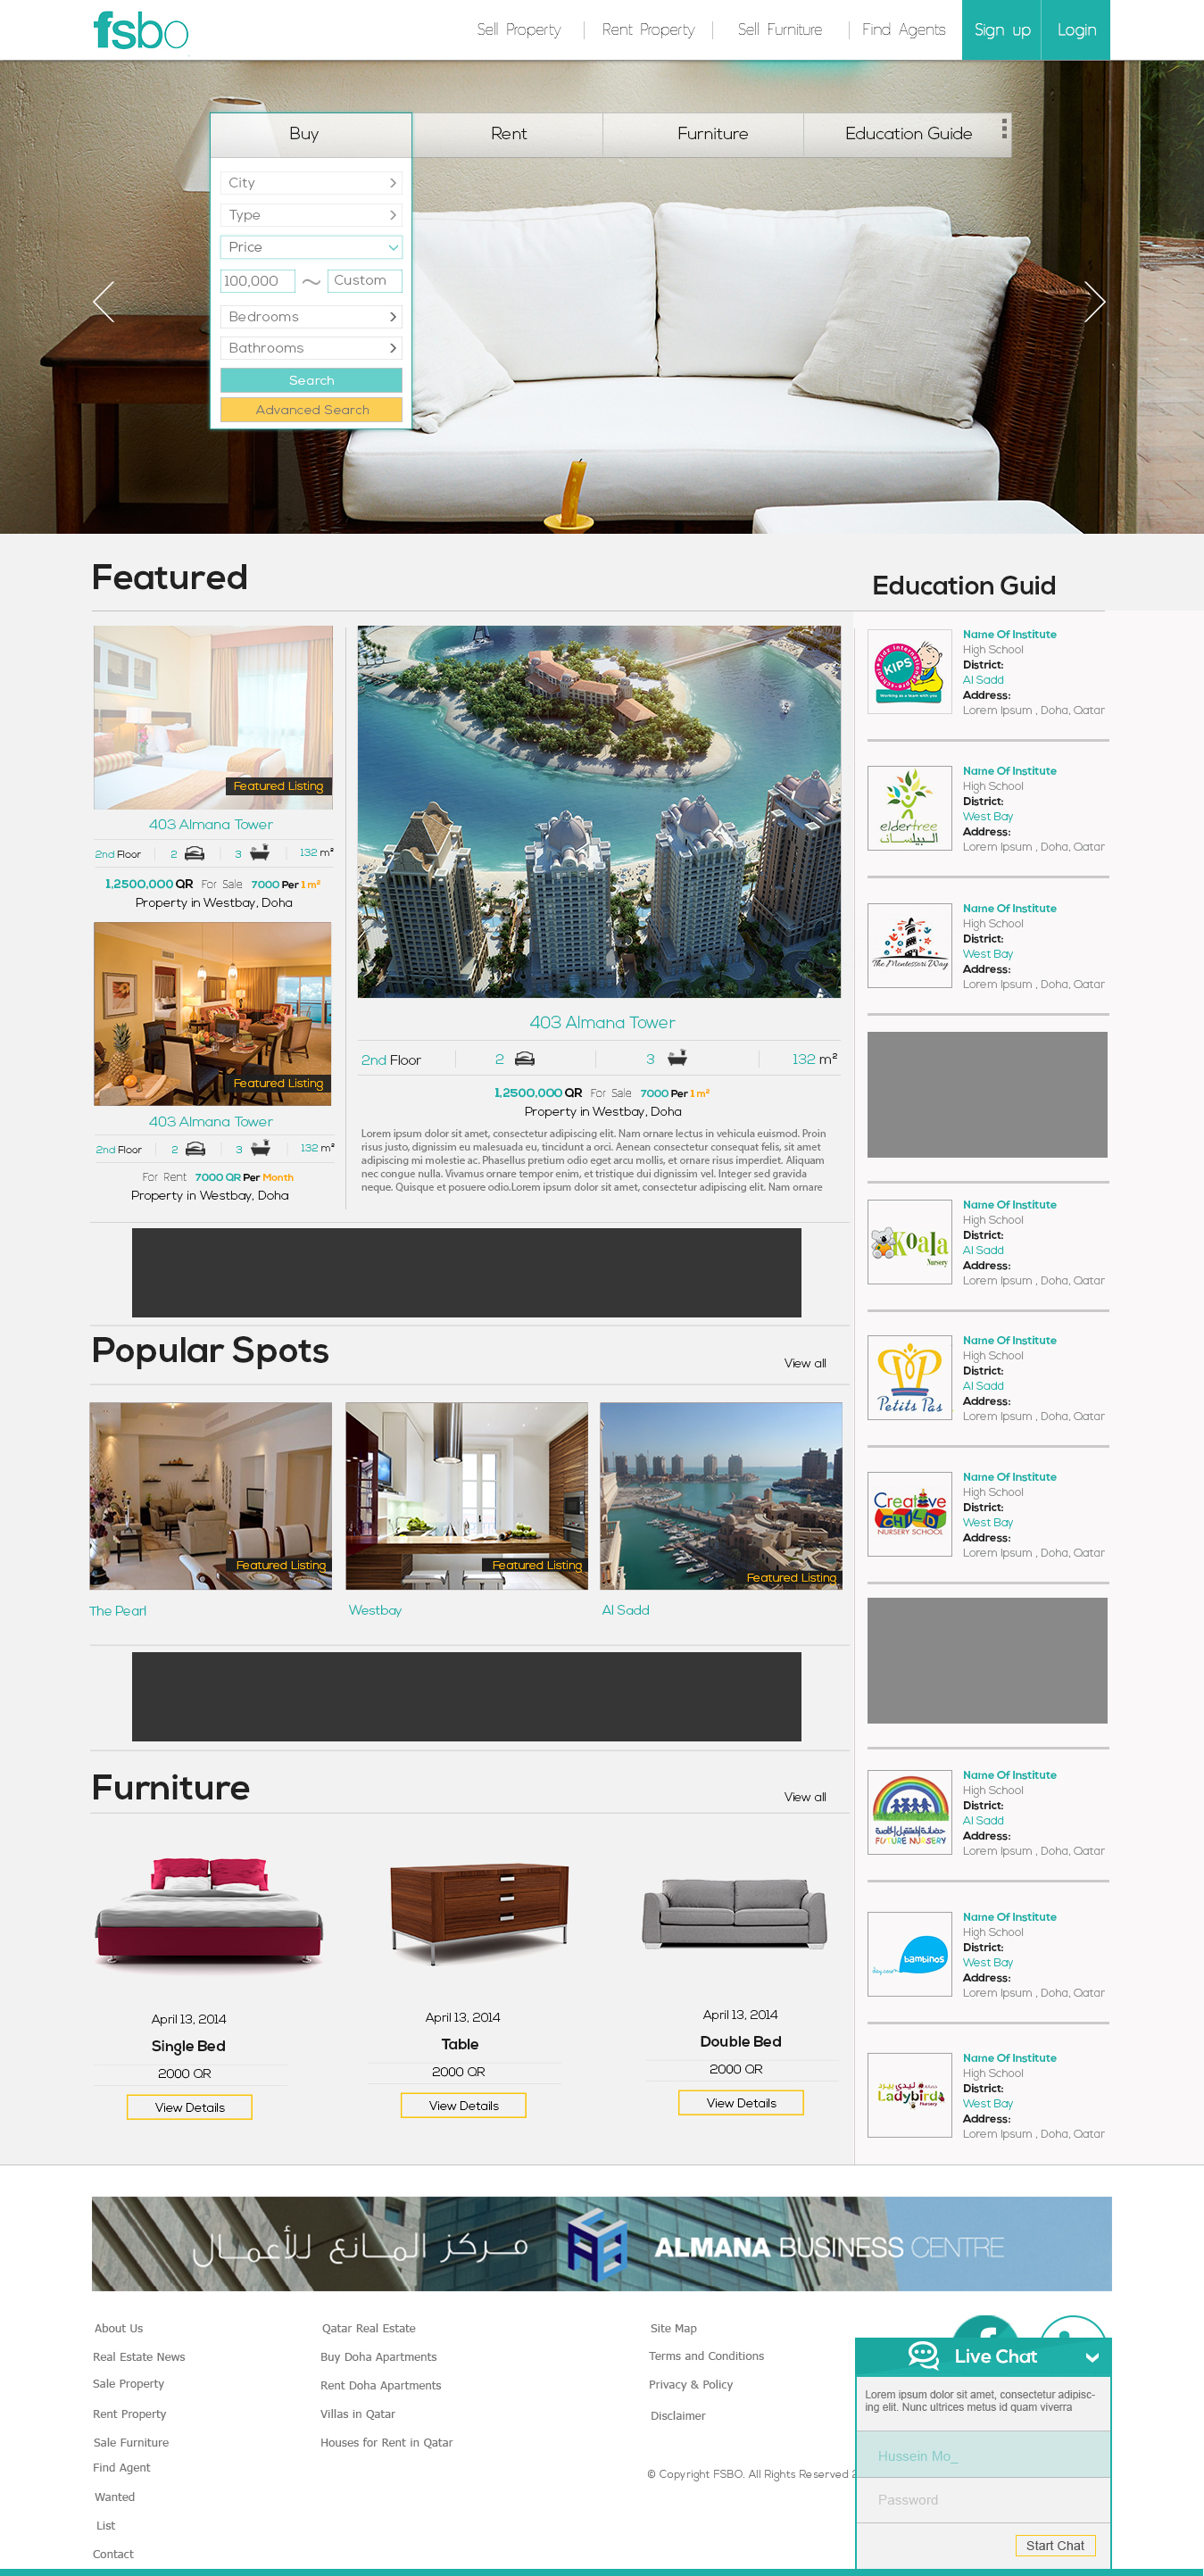 fsbo
Sell Property
Rent Property
Sell Furniture
Find Agents
Sign up
Login
Buy
Rent
Furniture
Education Guide
City
Type
Price
100,000 ~ Custom
Bedrooms
Bathrooms
Search
Advanced Search
Featured
Featured Listing
403 Almana Tower
2nd Floor 2 3 132 m²
1,2500,000 QR For Sale 7000 Per 1 m²
Property in Westbay, Doha
Featured Listing
403 Almana Tower
2nd Floor 2 3 132 m²
For Rent 7000 QR Per Month
Property in Westbay, Doha
403 Almana Tower
2nd Floor 2 3 132 m²
1,2500,000 QR For Sale 7000 Per 1 m²
Property in Westbay, Doha
Lorem ipsum dolor sit amet, consectetur adipiscing elit. Nam ornare lectus in vehicula euismod. Proin
risus justo, dignissim eu malesuada eu, tincidunt a orci. Aenean consectetur consequat felis, sit amet
adipiscing mi molestie ac. Phasellus pretium odio eget arcu mollis, et ornare risus imperdiet. Aliquam
nec congue nulla. Vivamus ornare tempor enim, et tristique dui dignissim vel. Integer sed gravida
neque. Quisque et posuere odio.Lorem ipsum dolor sit amet, consectetur adipiscing elit. Nam ornare
Popular Spots
View all
Featured Listing
Featured Listing
Featured Listing
The Pearl
Westbay
Al Sadd
Furniture
View all
April 13, 2014
Single Bed
2000 QR
View Details
April 13, 2014
Table
2000 QR
View Details
April 13, 2014
Double Bed
2000 QR
View Details
Education Guid
KIPS
Working as a team with you
Name Of Institute
High School
District:
Al Sadd
Address:
Lorem Ipsum , Doha, Qatar
eldertree
البيلسان
Name Of Institute
High School
District:
West Bay
Address:
Lorem Ipsum , Doha, Qatar
The Montessori Way
Name Of Institute
High School
District:
West Bay
Address:
Lorem Ipsum , Doha, Qatar
Koala
Nursery
Name Of Institute
High School
District:
Al Sadd
Address:
Lorem Ipsum , Doha, Qatar
Petits Pas
Name Of Institute
High School
District:
Al Sadd
Address:
Lorem Ipsum , Doha, Qatar
Creative
CHILD
NURSERY SCHOOL
Name Of Institute
High School
District:
West Bay
Address:
Lorem Ipsum , Doha, Qatar
حضانة المستقبل الخاصة
FUTURE NURSERY
Name Of Institute
High School
District:
Al Sadd
Address:
Lorem Ipsum , Doha, Qatar
bambinos
Name Of Institute
High School
District:
West Bay
Address:
Lorem Ipsum , Doha, Qatar
ليدي بيرد
Ladybird
Nursery
Name Of Institute
High School
District:
West Bay
Address:
Lorem Ipsum , Doha, Qatar
مركز المانع للأعمال
ALMANA BUSINESS CENTRE
About Us
Real Estate News
Sale Property
Rent Property
Sale Furniture
Find Agent
Wanted
List
Contact
Qatar Real Estate
Buy Doha Apartments
Rent Doha Apartments
Villas in Qatar
Houses for Rent in Qatar
Site Map
Terms and Conditions
Privacy & Policy
Disclaimer
© Copyright FSBO. All Rights Reserved
Live Chat
Lorem ipsum dolor sit amet, consectetur adipisc-
ing elit. Nunc ultrices metus id quam viverra
Hussein Mo_
Password
Start Chat